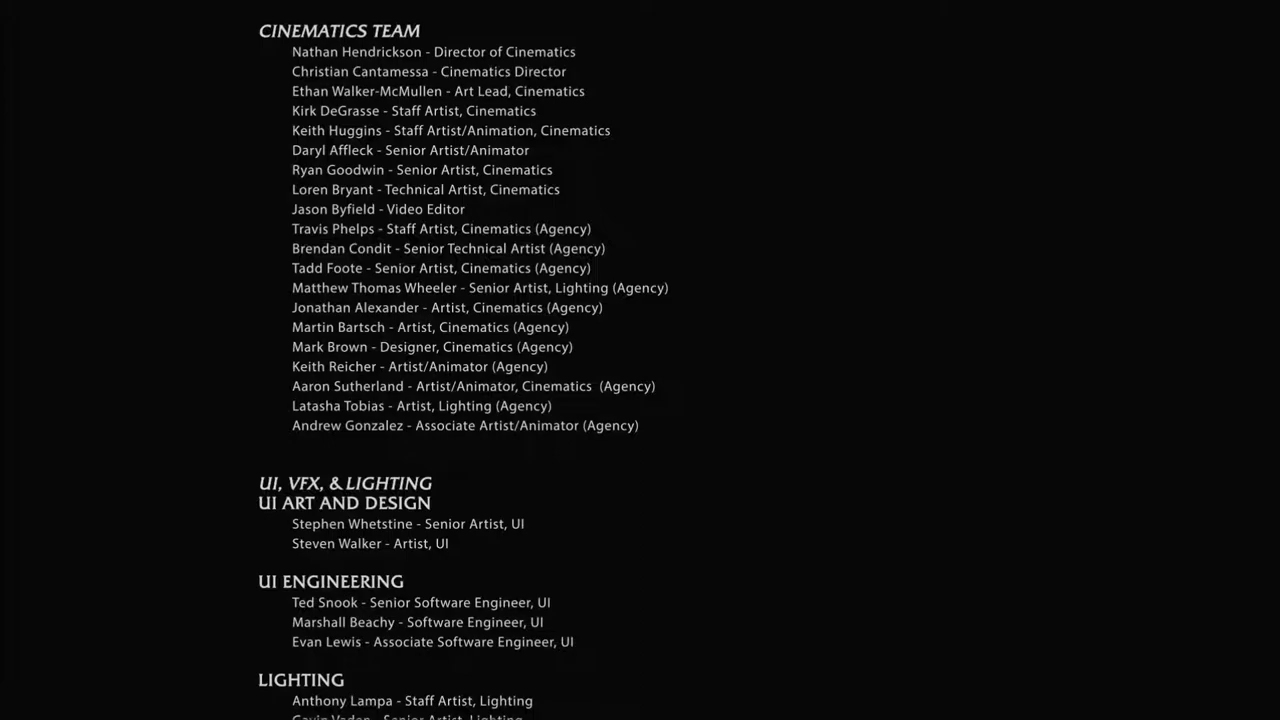 CINEMATICS TEAM
Nathan Hendrickson - Director of Cinematics
Christian Cantamessa - Cinematics Director
Ethan Walker-McMullen - Art Lead, Cinematics
Kirk DeGrasse - Staff Artist, Cinematics
Keith Huggins - Staff Artist/Animation, Cinematics
Daryl Affleck - Senior Artist/Animator
Ryan Goodwin - Senior Artist, Cinematics
Loren Bryant - Technical Artist, Cinematics
Jason Byfield - Video Editor
Travis Phelps - Staff Artist, Cinematics (Agency)
Brendan Condit - Senior Technical Artist (Agency)
Tadd Foote - Senior Artist, Cinematics (Agency)
Matthew Thomas Wheeler - Senior Artist, Lighting (Agency)
Jonathan Alexander - Artist, Cinematics (Agency)
Martin Bartsch - Artist, Cinematics (Agency)
Mark Brown - Designer, Cinematics (Agency)
Keith Reicher - Artist/Animator (Agency)
Aaron Sutherland - Artist/Animator, Cinematics  (Agency)
Latasha Tobias - Artist, Lighting (Agency)
Andrew Gonzalez - Associate Artist/Animator (Agency)
UI, VFX, & LIGHTING
UI ART AND DESIGN
Stephen Whetstine - Senior Artist, UI
Steven Walker - Artist, UI
UI ENGINEERING
Ted Snook - Senior Software Engineer, UI
Marshall Beachy - Software Engineer, UI
Evan Lewis - Associate Software Engineer, UI
LIGHTING
Anthony Lampa - Staff Artist, Lighting
Gavin Vaden - Senior Artist, Lighting